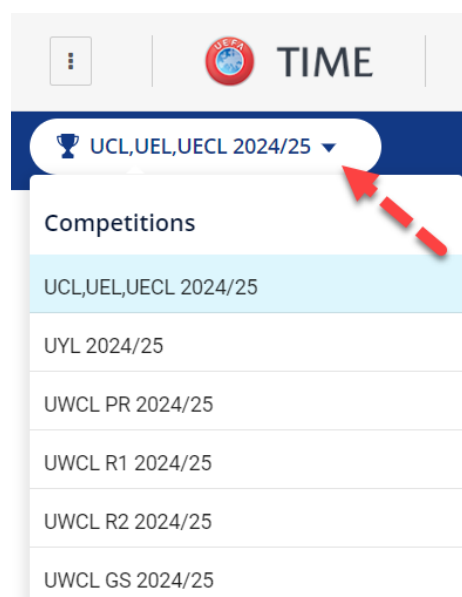 UEFA
TIME
UCL,UEL,UECL 2024/25
Competitions
UCL,UEL,UECL 2024/25
UYL 2024/25
UWCL PR 2024/25
UWCL R1 2024/25
UWCL R2 2024/25
UWCL GS 2024/25